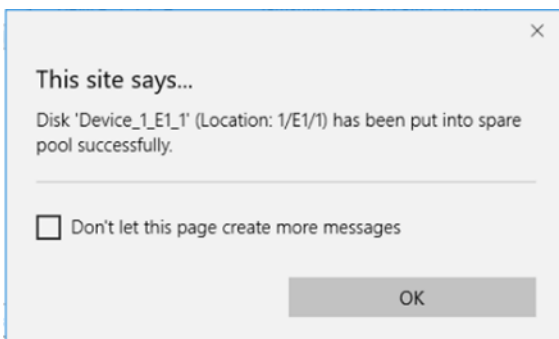 This site says...
Disk 'Device_1_E1_1' (Location: 1/E1/1) has been put into spare
pool successfully.
Don't let this page create more messages
OK